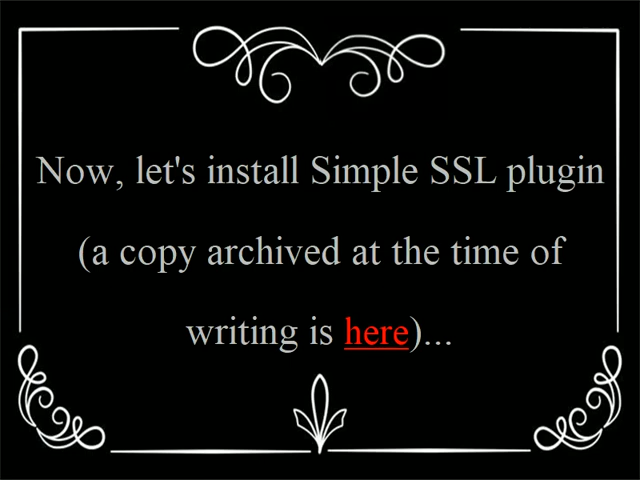 Now, let's install Simple SSL plugin
(a copy archived at the time of
writing is here)...